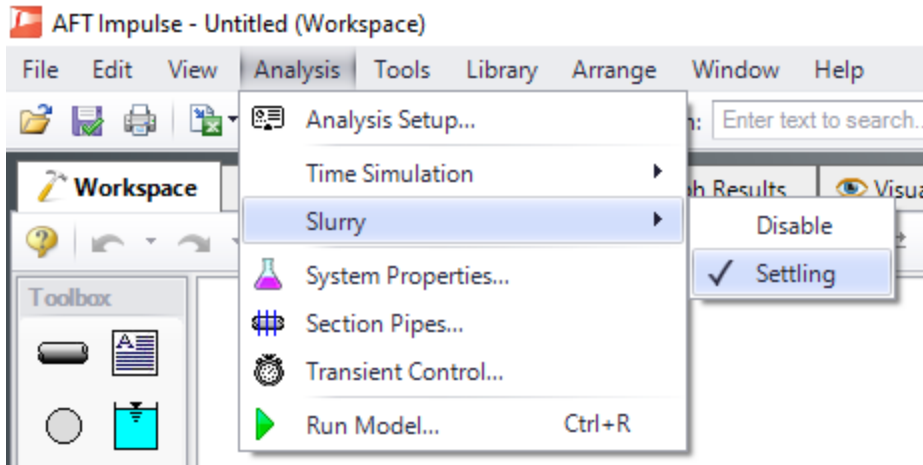 AFT Impulse - Untitled (Workspace)
File Edit View Analysis Tools Library Arrange Window Help
Analysis Setup...
Enter text to search..
Time Simulation
Workspace
Results
Slurry
Disable
Toolbox
System Properties...
Settling
Section Pipes...
Transient Control...
Run Model... Ctrl+R